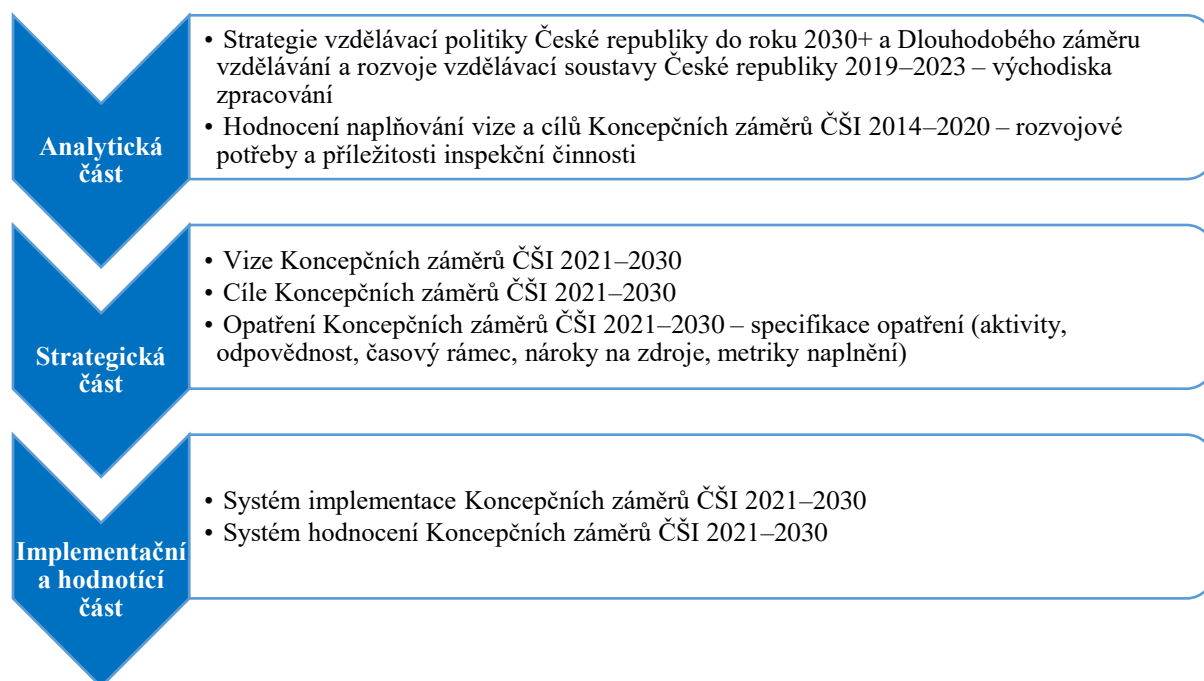 Analytická
část
• Strategie vzdělávací politiky České republiky do roku 2030+ a Dlouhodobého záměru
vzdělávání a rozvoje vzdělávací soustavy České republiky 2019–2023 – východiska
zpracování
• Hodnocení naplňování vize a cílů Koncepčních záměrů ČŠI 2014–2020 – rozvojové
potřeby a příležitosti inspekční činnosti
Strategická
část
• Vize Koncepčních záměrů ČŠI 2021–2030
• Cíle Koncepčních záměrů ČŠI 2021–2030
• Opatření Koncepčních záměrů ČŠI 2021–2030 – specifikace opatření (aktivity,
odpovědnost, časový rámec, nároky na zdroje, metriky naplnění)
Implementační
a hodnotící
část
• Systém implementace Koncepčních záměrů ČŠI 2021–2030
• Systém hodnocení Koncepčních záměrů ČŠI 2021–2030